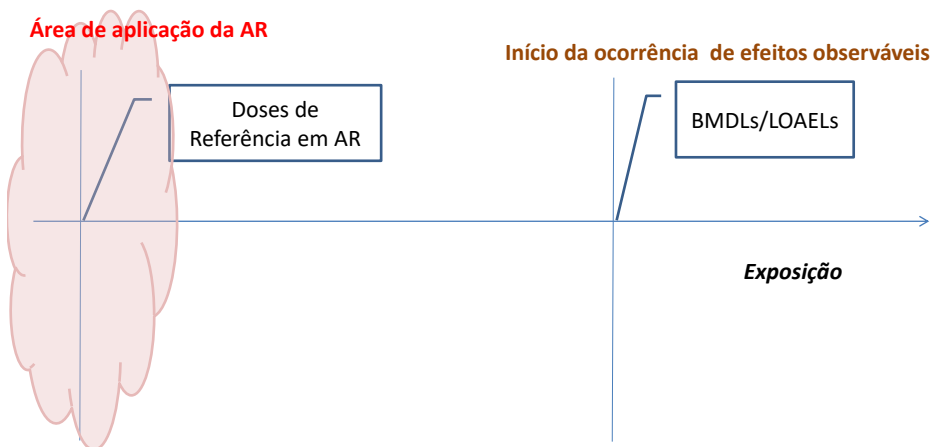 Área de aplicação da AR
Início da ocorrência de efeitos observáveis
Doses de
Referência em AR
BMDLs/LOAELs
Exposição